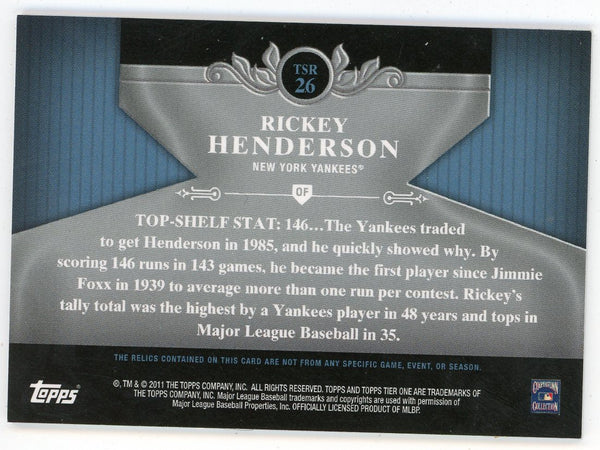 TSR
26
RICKEY
HENDERSON
NEW YORK YANKEES®
OF
TOP-SHELF STAT: 146...The Yankees traded
to get Henderson in 1985, and he quickly showed why. By
scoring 146 runs in 143 games, he became the first player since Jimmie
Foxx in 1939 to average more than one run per contest. Rickey's
tally total was the highest by a Yankees player in 48 years and tops in
Major League Baseball in 35.
THE RELICS CONTAINED ON THIS CARD ARE NOT FROM ANY SPECIFIC GAME, EVENT, OR SEASON.
Topps
®, TM & © 2011 THE TOPPS COMPANY, INC. ALL RIGHTS RESERVED. TOPPS AND TOPPS TIER ONE ARE TRADEMARKS OF
THE TOPPS COMPANY, INC. Major League Baseball trademarks and copyrights are used with permission of
Major League Baseball Properties, Inc. OFFICIALLY LICENSED PRODUCT OF MLBP.
COOPERSTOWN
COLLECTION